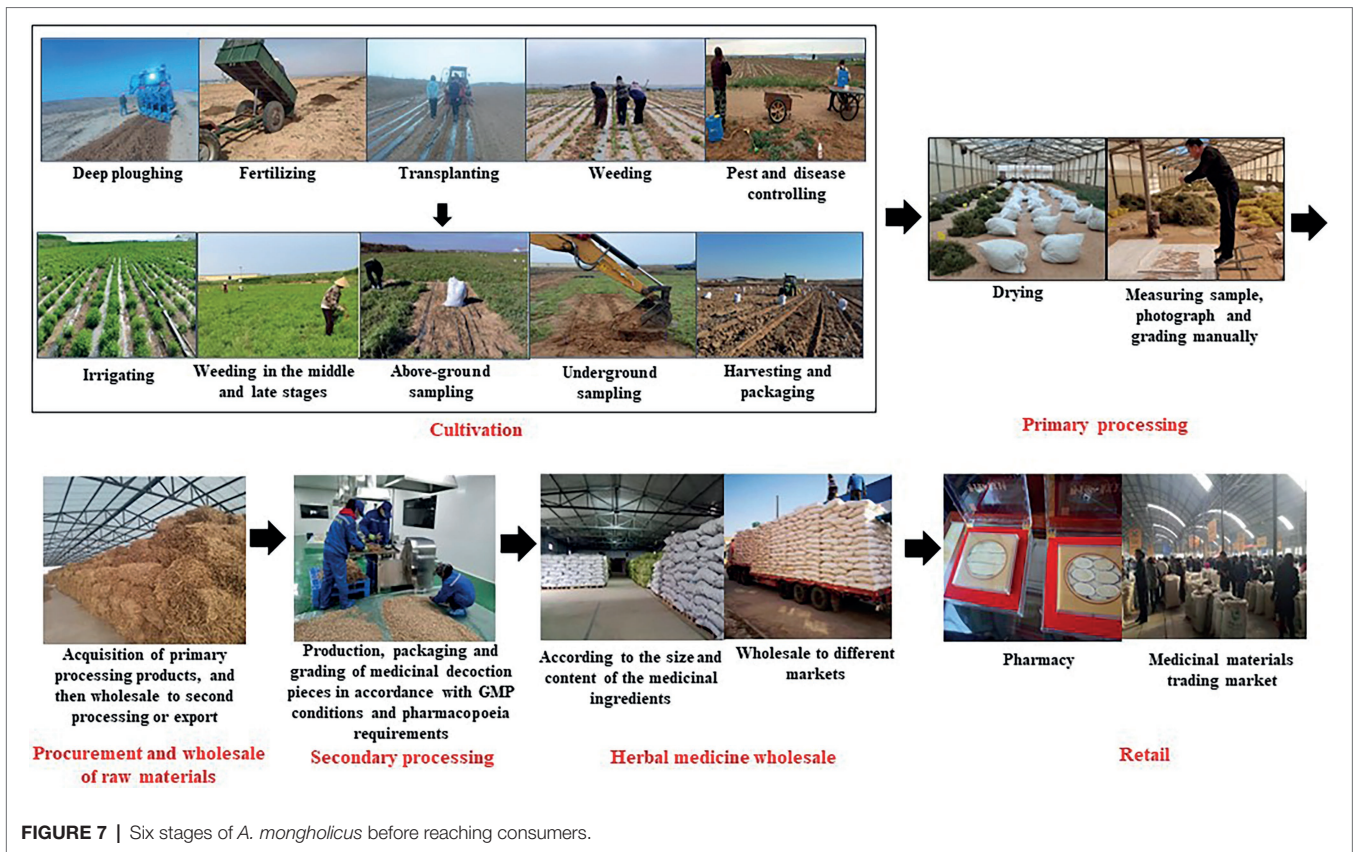 Deep ploughing
Fertilizing
Transplanting
Weeding
Pest and disease
controlling
Irrigating
Weeding in the middle
and late stages
Above-ground
sampling
Underground
sampling
Harvesting and
packaging
Cultivation
Drying
Measuring sample,
photograph and
grading manually
Primary processing
Acquisition of primary
processing products, and
then wholesale to second
processing or export
Procurement and wholesale
of raw materials
Production, packaging and
grading of medicinal decoction
pieces in accordance with GMP
conditions and pharmacopoeia
requirements
Secondary processing
According to the size and
content of the medicinal
ingredients
Wholesale to different
markets
Herbal medicine wholesale
Pharmacy
Medicinal materials
trading market
Retail
FIGURE 7 | Six stages of A. mongholicus before reaching consumers.